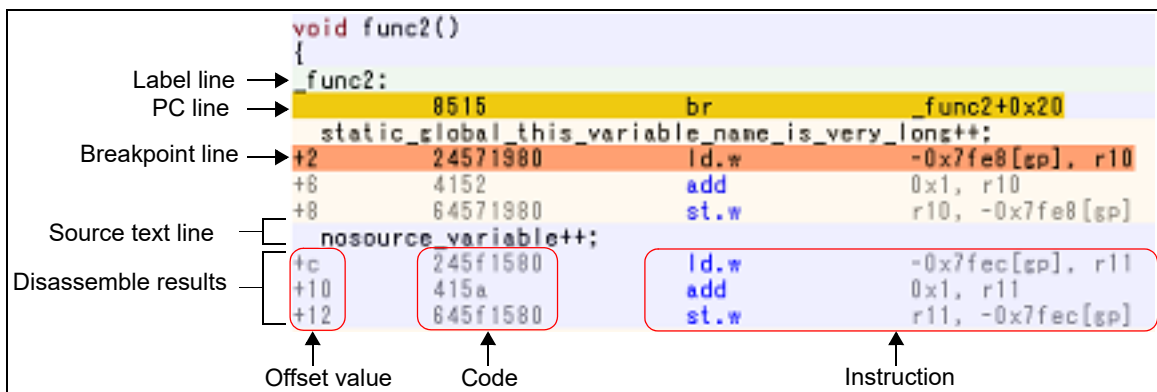 void func2()
{
Label line _func2:
PC line 8515 br _func2+0x20
static_global_this_variable_name_is_very_long++;
Breakpoint line +2 24571980 ld.w -0x7fe8[gp], r10
+6 4152 add 0x1, r10
+8 64571980 st.w r10, -0x7fe8[gp]
Source text line nosource_variable++;
+c 245f1580 ld.w -0x7fec[gp], r11
Disassemble results +10 415a add 0x1, r11
+12 645f1580 st.w r11, -0x7fec[gp]
Offset value Code Instruction